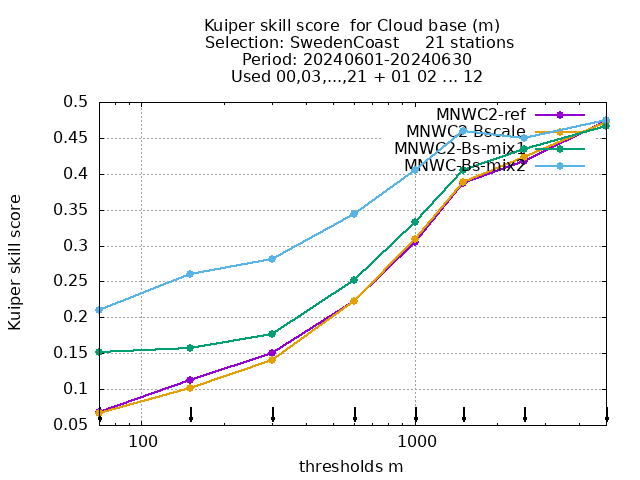 Kuiper skill score  for Cloud base (m)
Selection: SwedenCoast     21 stations
Period: 20240601-20240630
Used 00,03,...,21 + 01 02 ... 12
MNWC2-ref
MNWC2-Bscale
MNWC2-Bs-mix1
MNWC-Bs-mix2
Kuiper skill score
0.5
0.45
0.4
0.35
0.3
0.25
0.2
0.15
0.1
0.05
100
1000
thresholds m